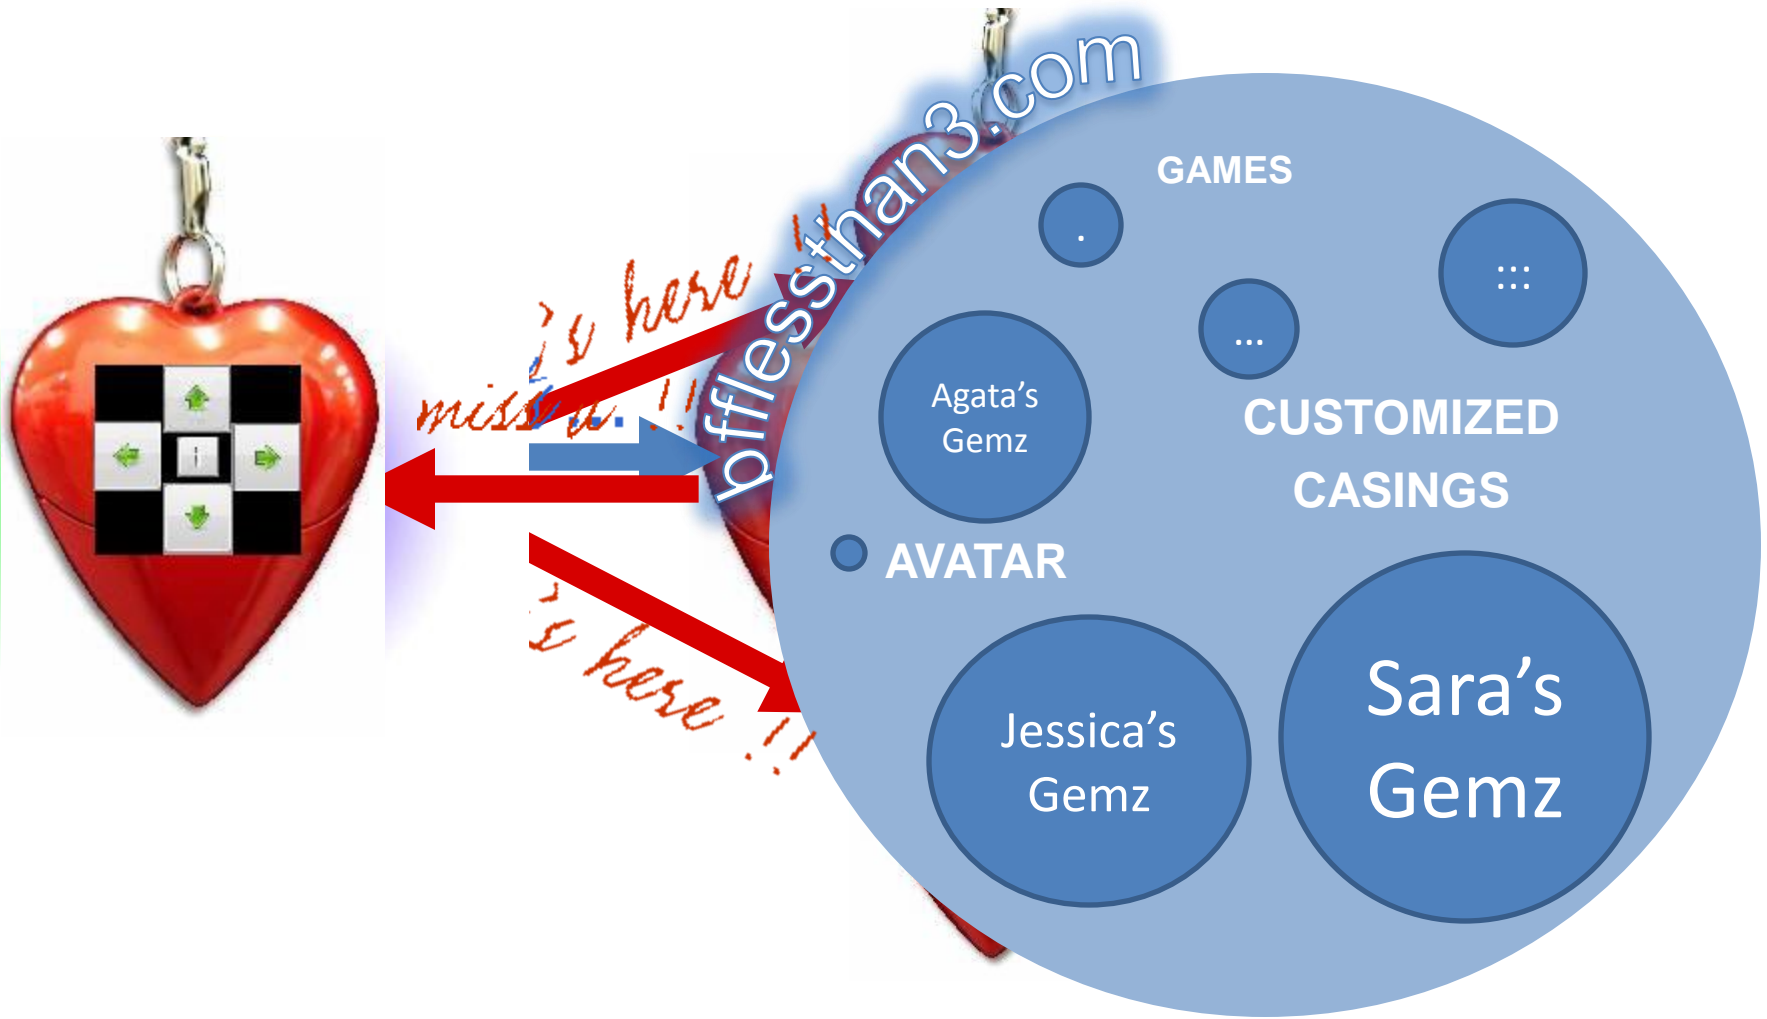 bfflessthan3.com
GAMES
.
...
:::
's here !!
miss u !!
...
i
Agata’s
Gemz
CUSTOMIZED
CASINGS
AVATAR
's here !!
Jessica’s
Gemz
Sara’s
Gemz